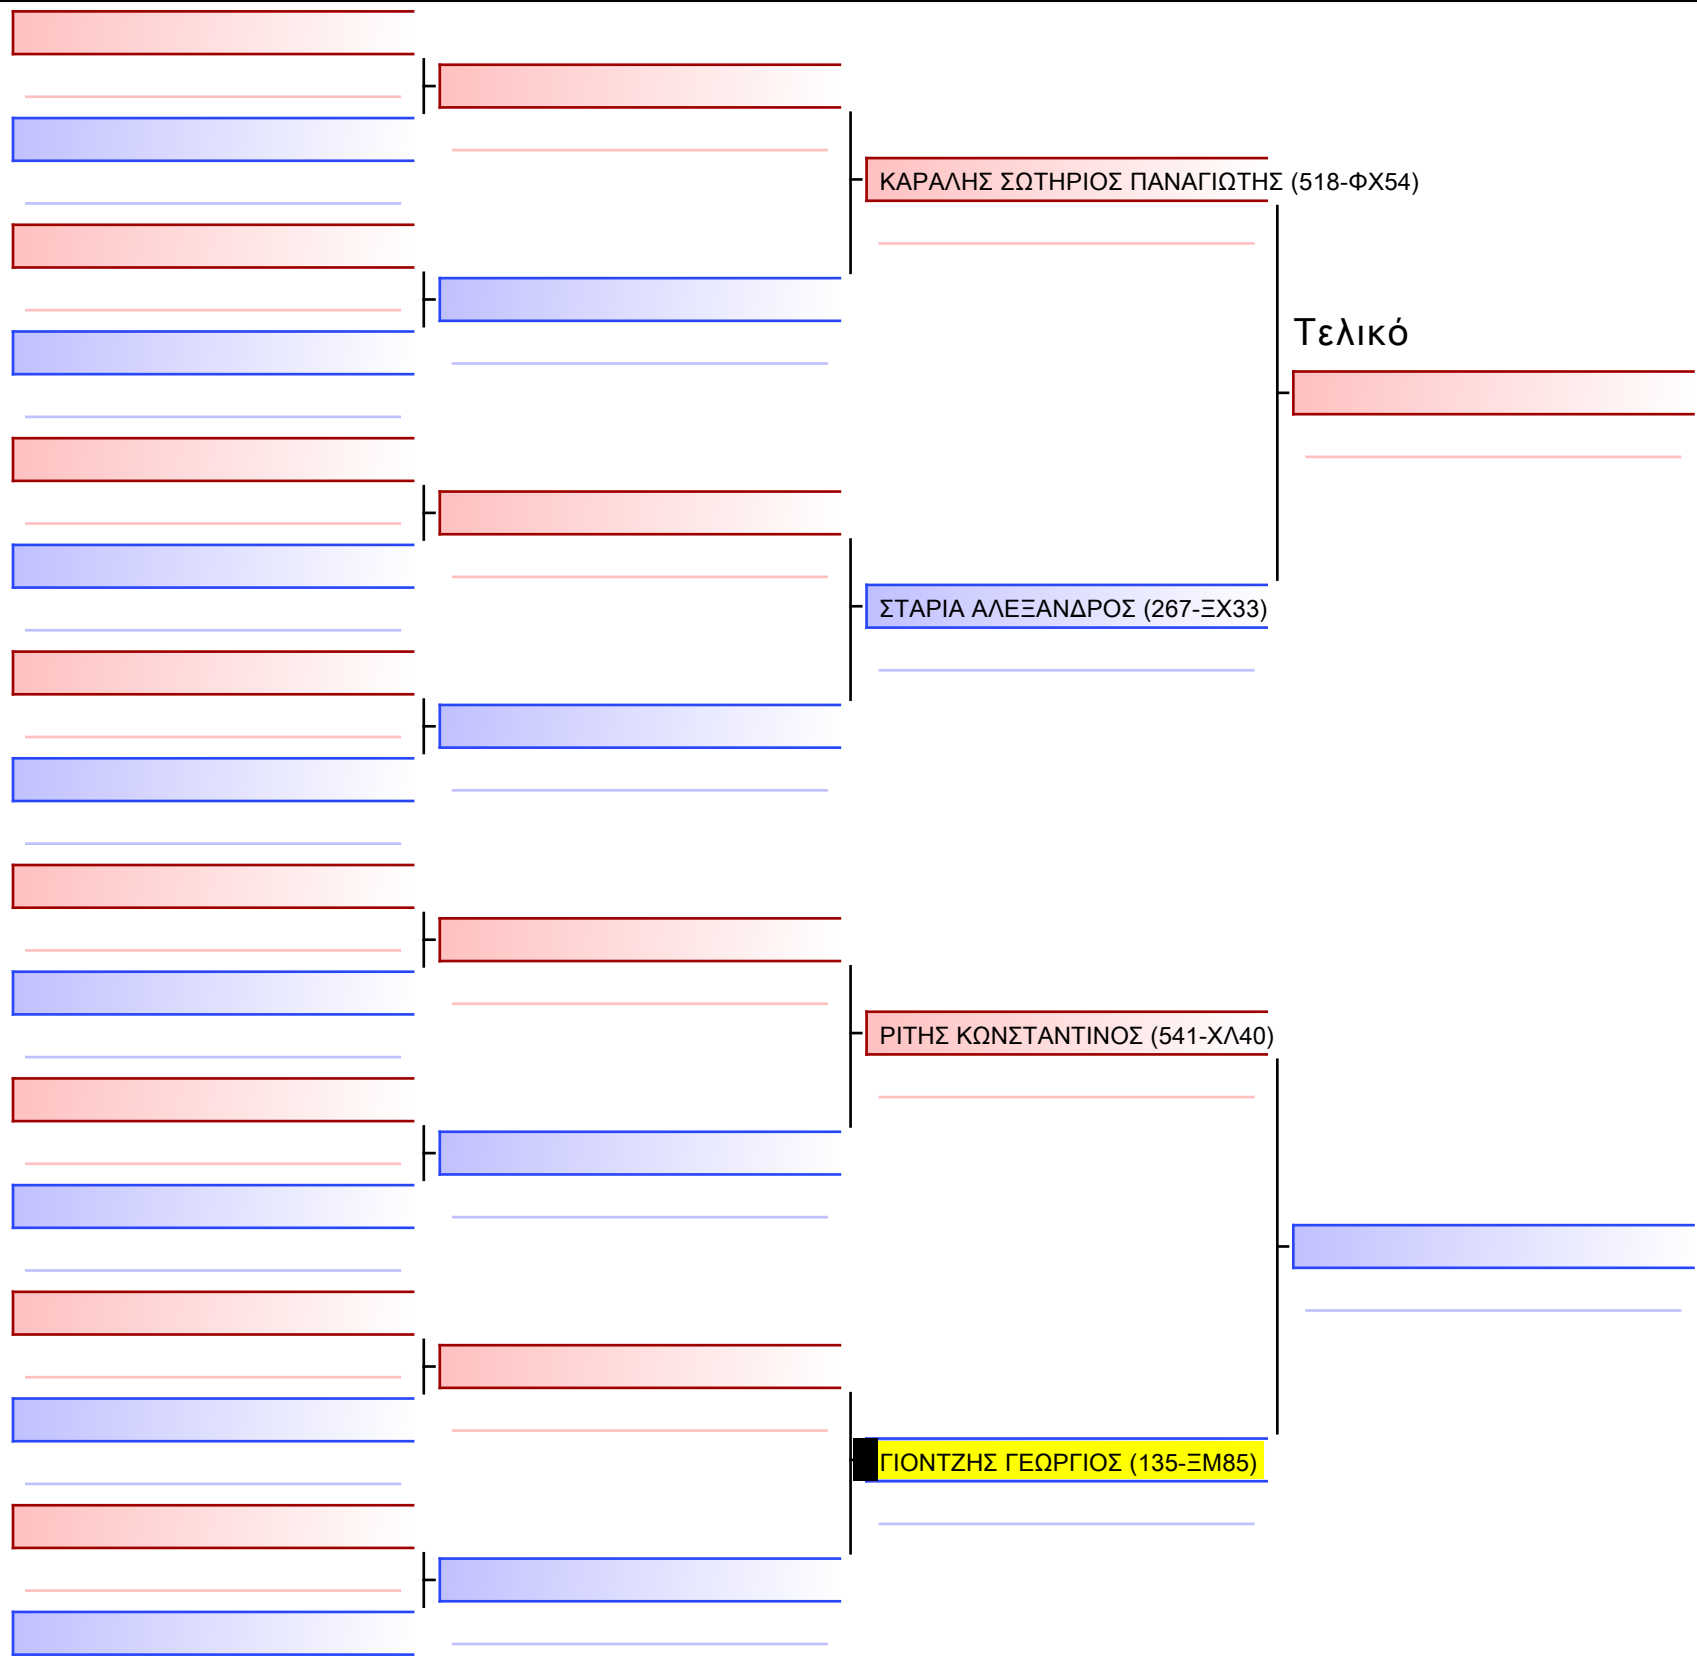 ΚΑΡΑΛΗΣ ΣΩΤΗΡΙΟΣ ΠΑΝΑΓΙΩΤΗΣ (518-ΦΧ54)
Τελικό
ΣΤΑΡΙΑ ΑΛΕΞΑΝΔΡΟΣ (267-ΞΧ33)
ΡΙΤΗΣ ΚΩΝΣΤΑΝΤΙΝΟΣ (541-ΧΛ40)
ΓΙΟΝΤΖΗΣ ΓΕΩΡΓΙΟΣ (135-ΞΜ85)